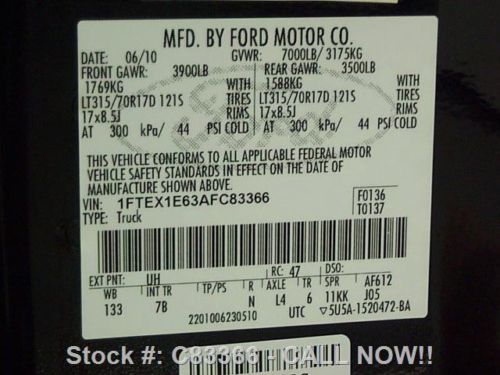 MFD. BY FORD MOTOR CO.
DATE: 06/10 GVWR: 7000LB/ 3175KG
FRONT GAWR: 3900LB REAR GAWR: 3500LB
1769KG WITH 1588KG WITH
LT315/70R17D 121S TIRES LT315/70R17D 121S TIRES
17x8.5J RIMS 17x8.5J RIMS
AT 300 kPa/ 44 PSI COLD AT 300 kPa/ 44 PSI COLD
THIS VEHICLE CONFORMS TO ALL APPLICABLE FEDERAL MOTOR
VEHICLE SAFETY STANDARDS IN EFFECT ON THE DATE OF
MANUFACTURE SHOWN ABOVE.
VIN: 1FTEX1E63AFC83366 F0136
TYPE: Truck T0137
EXT PNT: UH RC: 47 DSO:
WB INT TR TP/PS R AXLE TR SPR AF612
133 7B N L4 6 11KK J05
2201006230510 UTC ▽5U5A-1520472-BA
Ford
Stock #: C83366 - CALL NOW!!